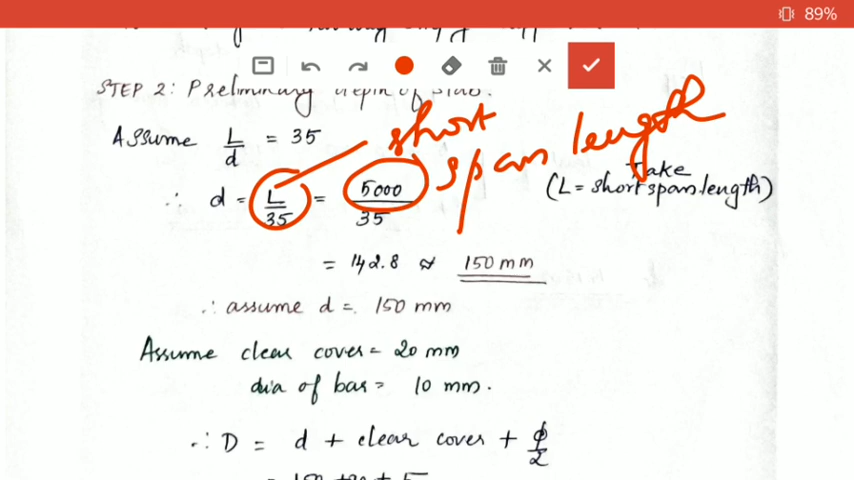 89%
STEP 2: Preliminary depth of slab.
Assume L/d = 35
short span length
∴ d = L/35 = 5000/35 (Take L = short span length)
= 142.8 ≈ 150 mm
∴ assume d = 150 mm
Assume clear cover = 20 mm
dia of bar = 10 mm.
∴ D = d + clear cover + ϕ/2